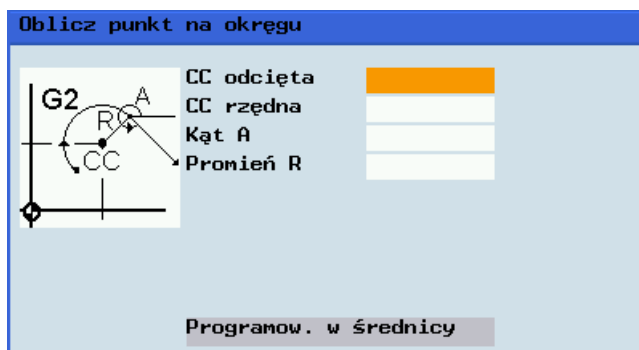 Oblicz punkt na okręgu
CC odcięta
G2 A
CC rzędna
R
Kąt A
CC
Promień R
Programow. w średnicy